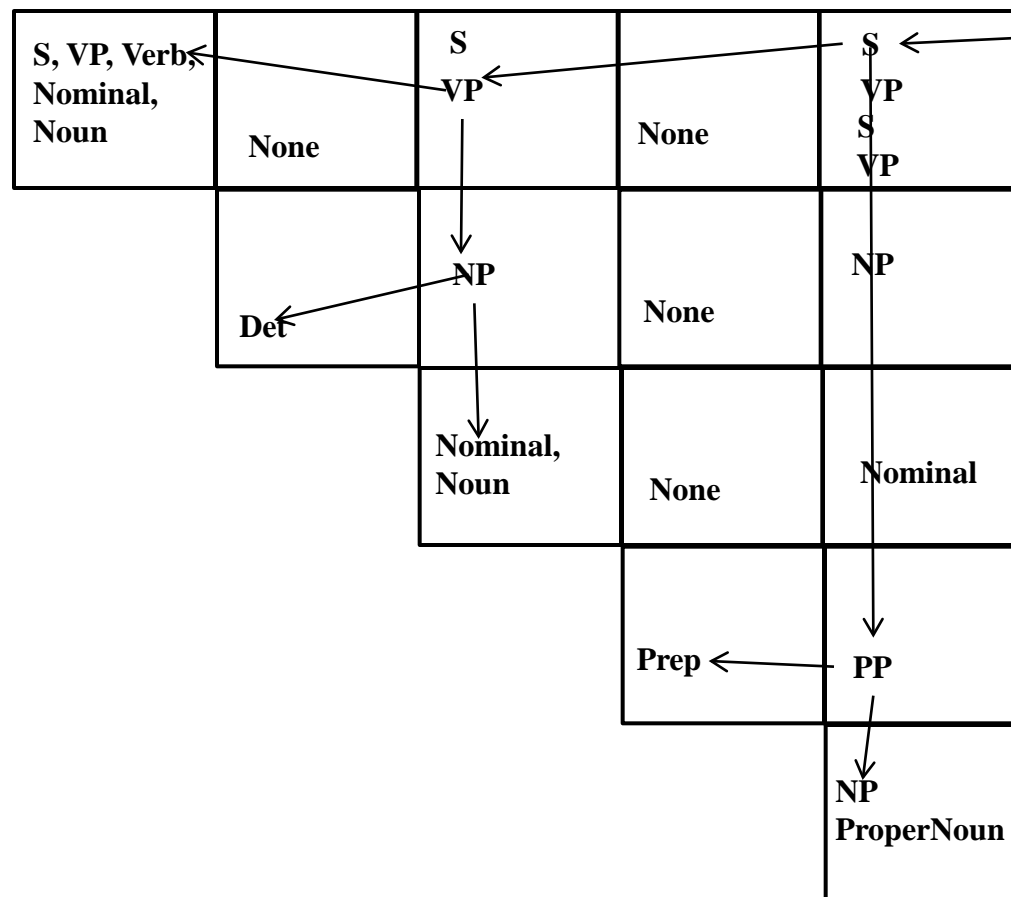 S, VP, Verb,
Nominal,
Noun
None
S
VP
None
S
VP
S
VP
Det
NP
None
NP
Nominal,
Noun
None
Nominal
Prep
PP
NP
ProperNoun